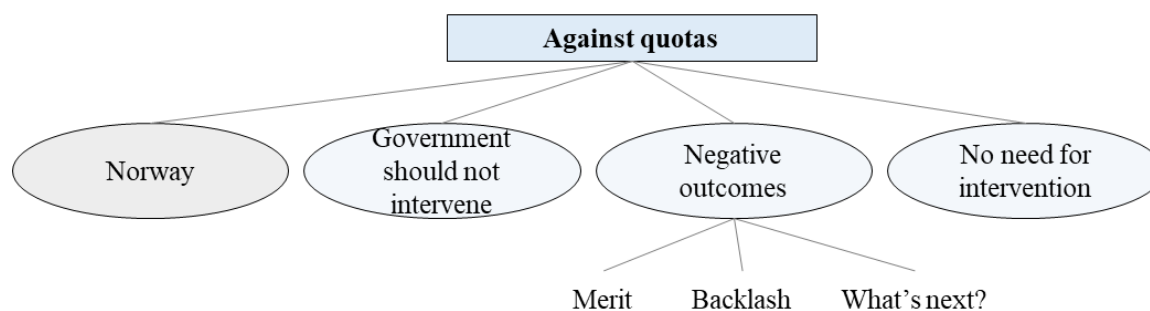 Against quotas
Norway
Government
should not
intervene
Negative
outcomes
No need for
intervention
Merit
Backlash
What's next?